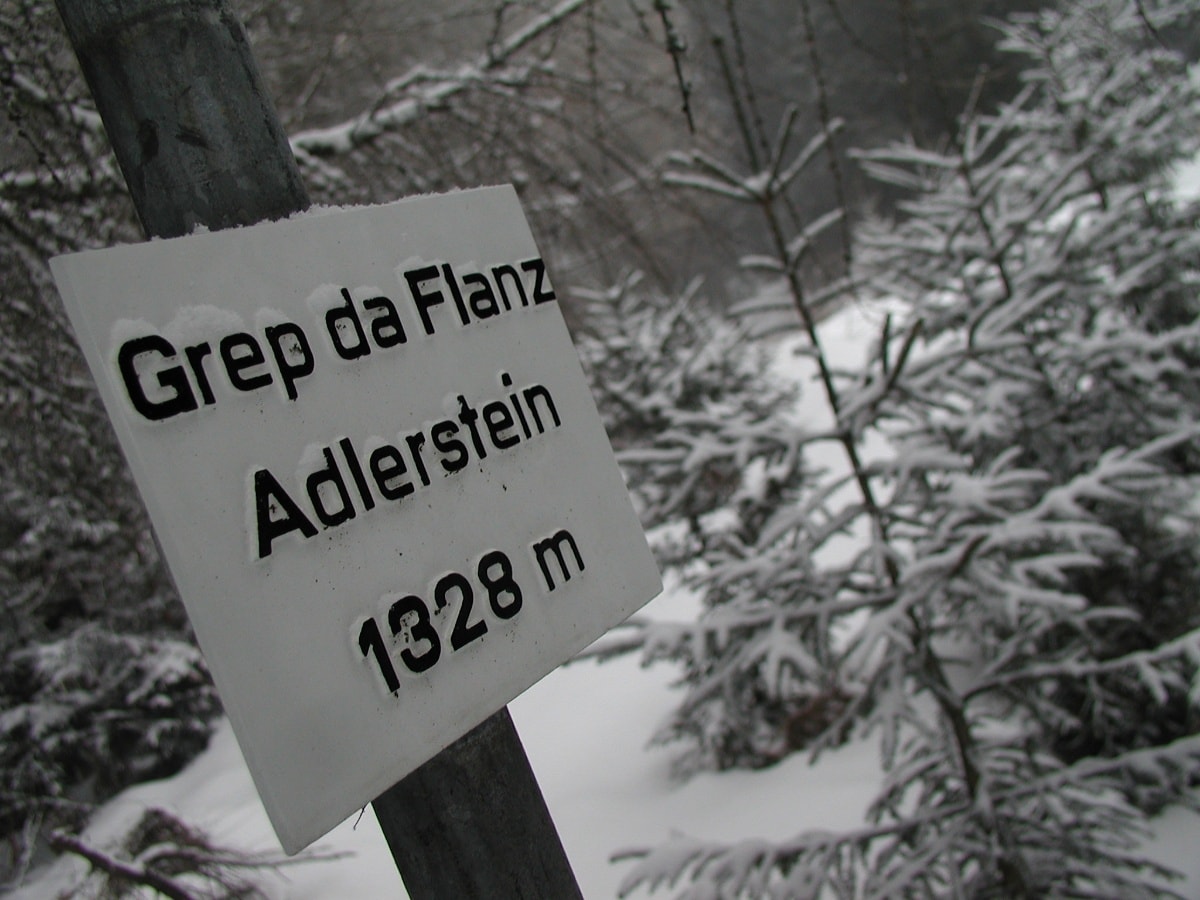 Grep da Flanz
Adlerstein
1328 m